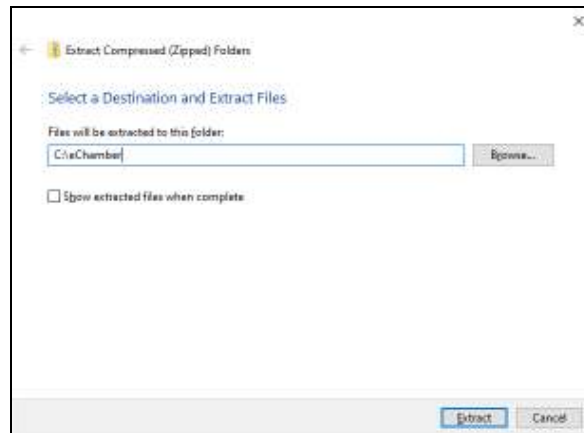 Extract Compressed (Zipped) Folders
Select a Destination and Extract Files
Files will be extracted to this folder:
C:\eChamber
Browse...
Show extracted files when complete
Extract
Cancel